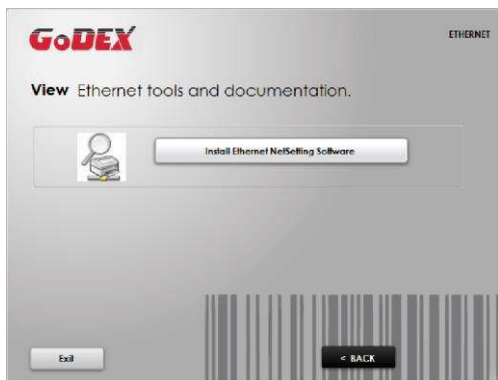 GoDEX
ETHERNET
View Ethernet tools and documentation.
Install Ethernet NetSetting Software
Exit
< BACK